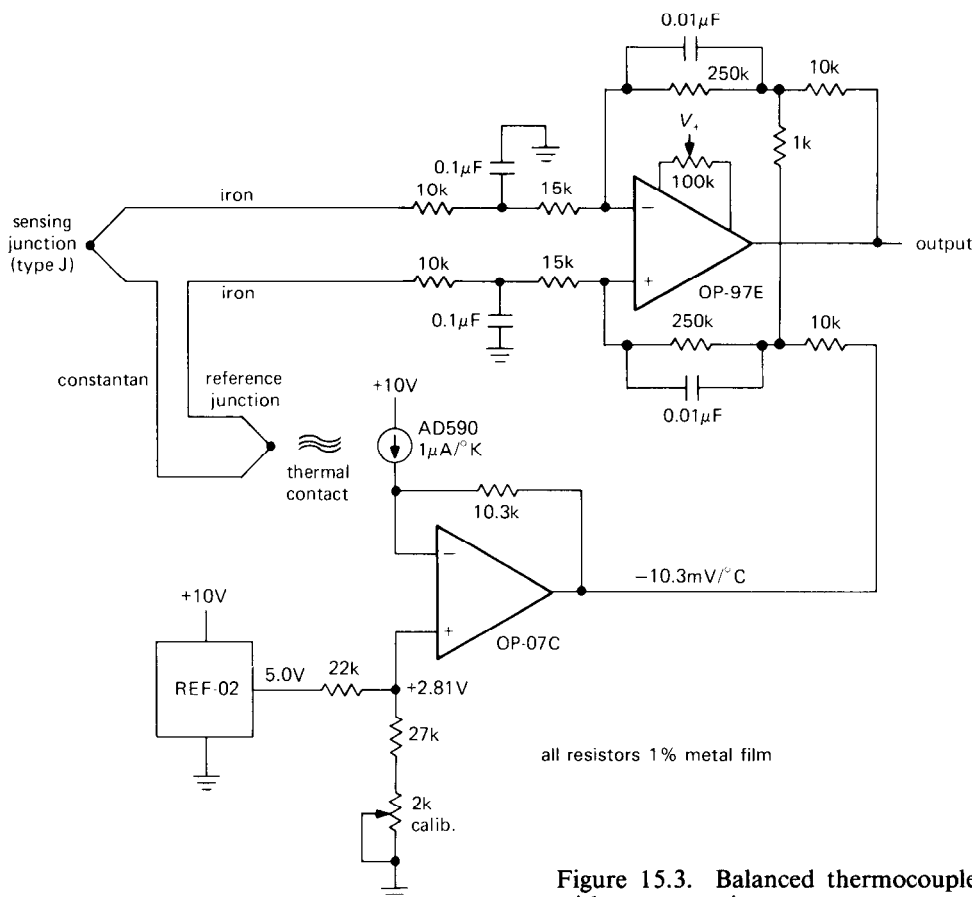 0.01μF
250k
10k
V+
1k
0.1μF
100k
10k
15k
iron
sensing
junction
(type J)
−
output
10k
15k
+
iron
OP-97E
0.1μF
250k
10k
constantan
reference
junction
+10V
0.01μF
AD590
1μA/°K
thermal
contact
10.3k
−
−10.3mV/°C
+10V
+
OP-07C
5.0V
22k
REF-02
+2.81V
27k
all resistors 1% metal film
2k
calib.
Figure 15.3. Balanced thermocouple